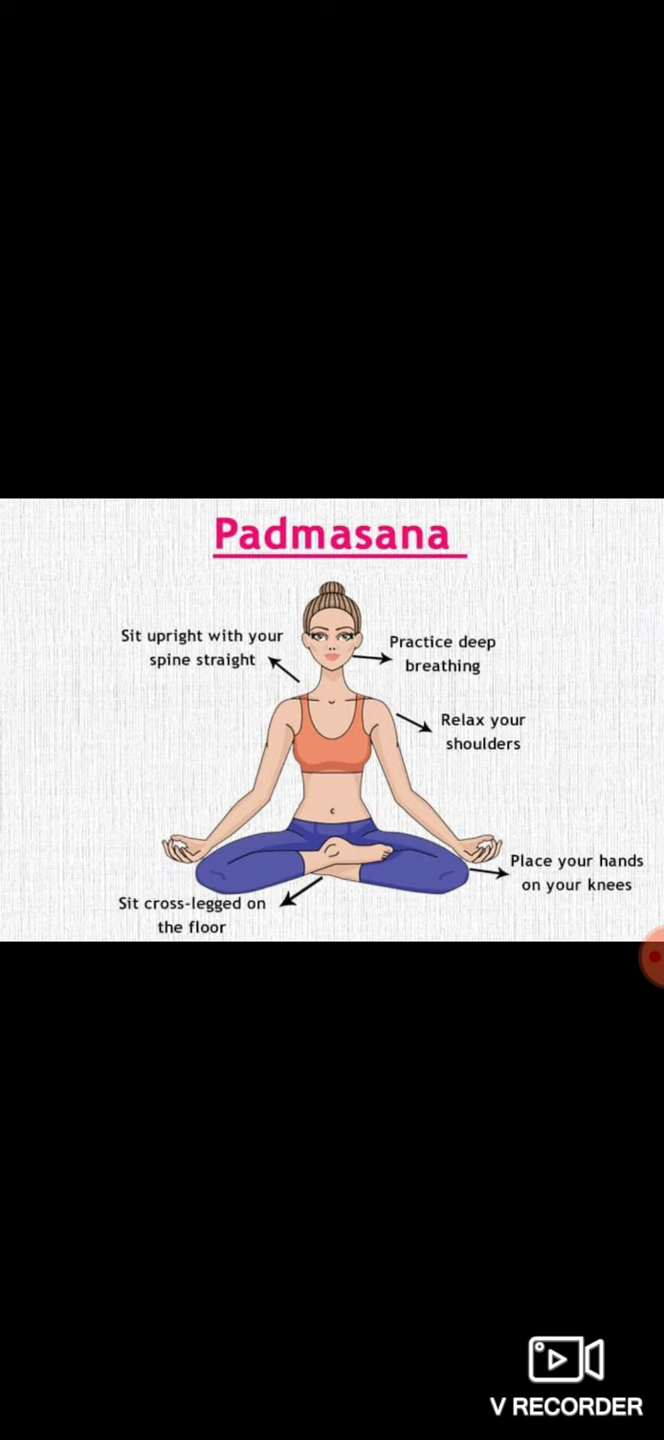 Padmasana
Sit upright with your
spine straight
Practice deep
breathing
Relax your
shoulders
Place your hands
on your knees
Sit cross-legged on
the floor
V RECORDER